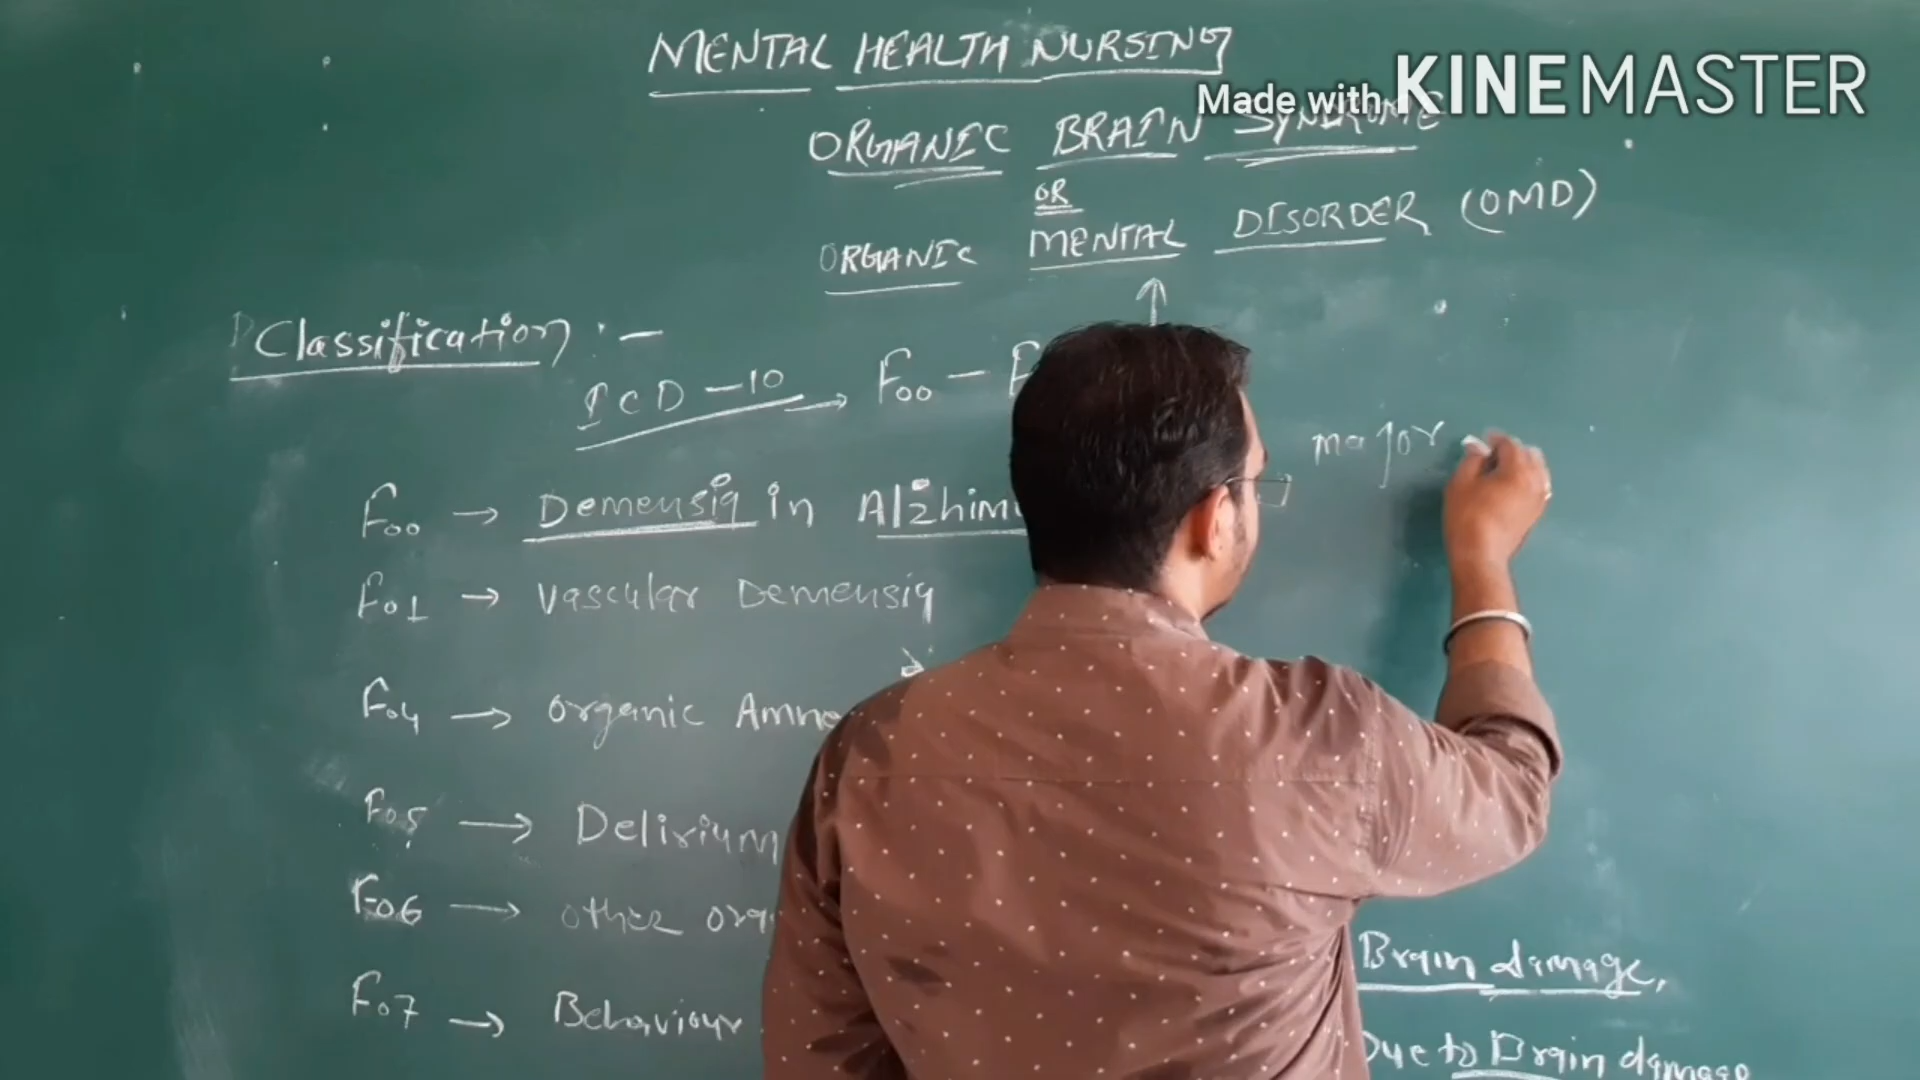 MENTAL HEALTH NURSING
Made with KINEMASTER
ORGANIC BRAIN SYNDROME
OR
ORGANIC MENTAL DISORDER (OMD)
Classification :-
ICD-10 → F00 - F
major
F00 → Demensia in Alzhim
F01 → Vascular Demensia
F04 → Organic Amne
F05 → Delirium
F06 → other orga
Brain damage,
F07 → Behaviour
Due to Brain damage